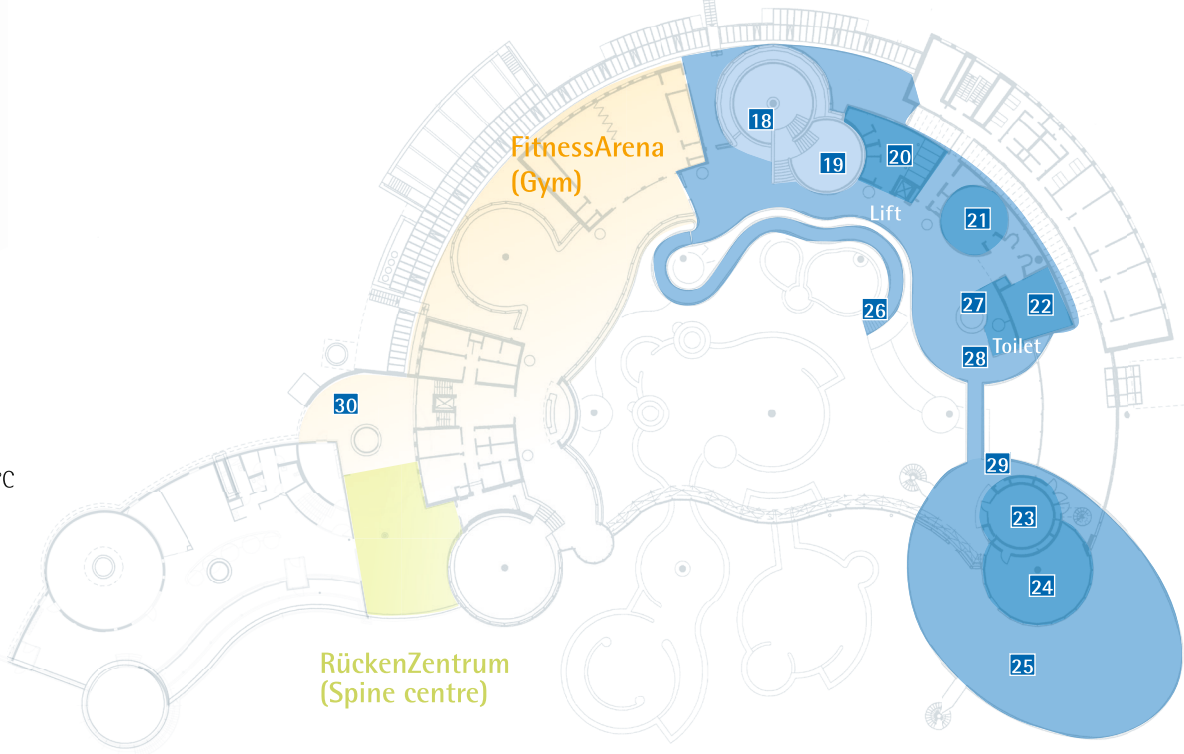 18
FitnessArena
(Gym)
19
20
Lift
21
26
27
22
Toilet
28
30
29
°C
23
24
25
RückenZentrum
(Spine centre)